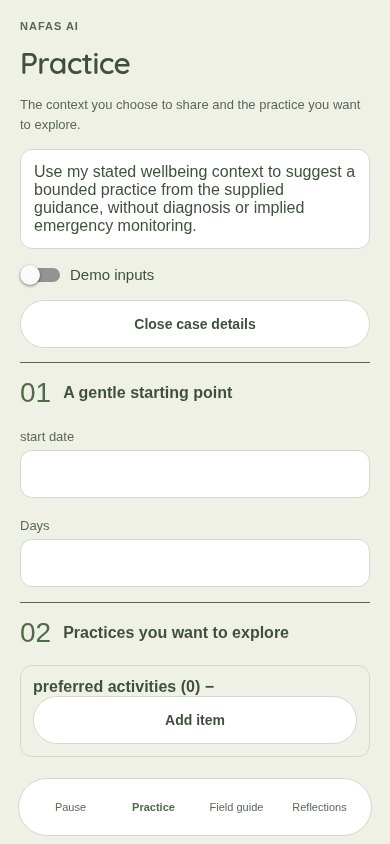 NAFAS AI
Practice
The context you choose to share and the practice you want
to explore.
Use my stated wellbeing context to suggest a
bounded practice from the supplied
guidance, without diagnosis or implied
emergency monitoring.
Demo inputs
Close case details
01 A gentle starting point
start date
Days
02 Practices you want to explore
preferred activities (0) –
Add item
Pause Practice Field guide Reflections